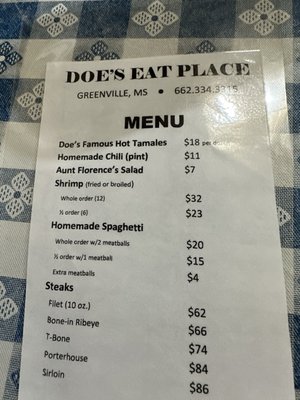 DOE'S EAT PLACE
GREENVILLE, MS • 662.334.3315
MENU
Doe's Famous Hot Tamales $18 per
Homemade Chili (pint) $11
Aunt Florence's Salad $7
Shrimp (fried or broiled)
Whole order (12) $32
½ order (6) $23
Homemade Spaghetti
Whole order w/2 meatballs $20
½ order w/1 meatball $15
Extra meatballs $4
Steaks
Filet (10 oz.) $62
Bone-in Ribeye $66
T-Bone $74
Porterhouse $84
Sirloin $86